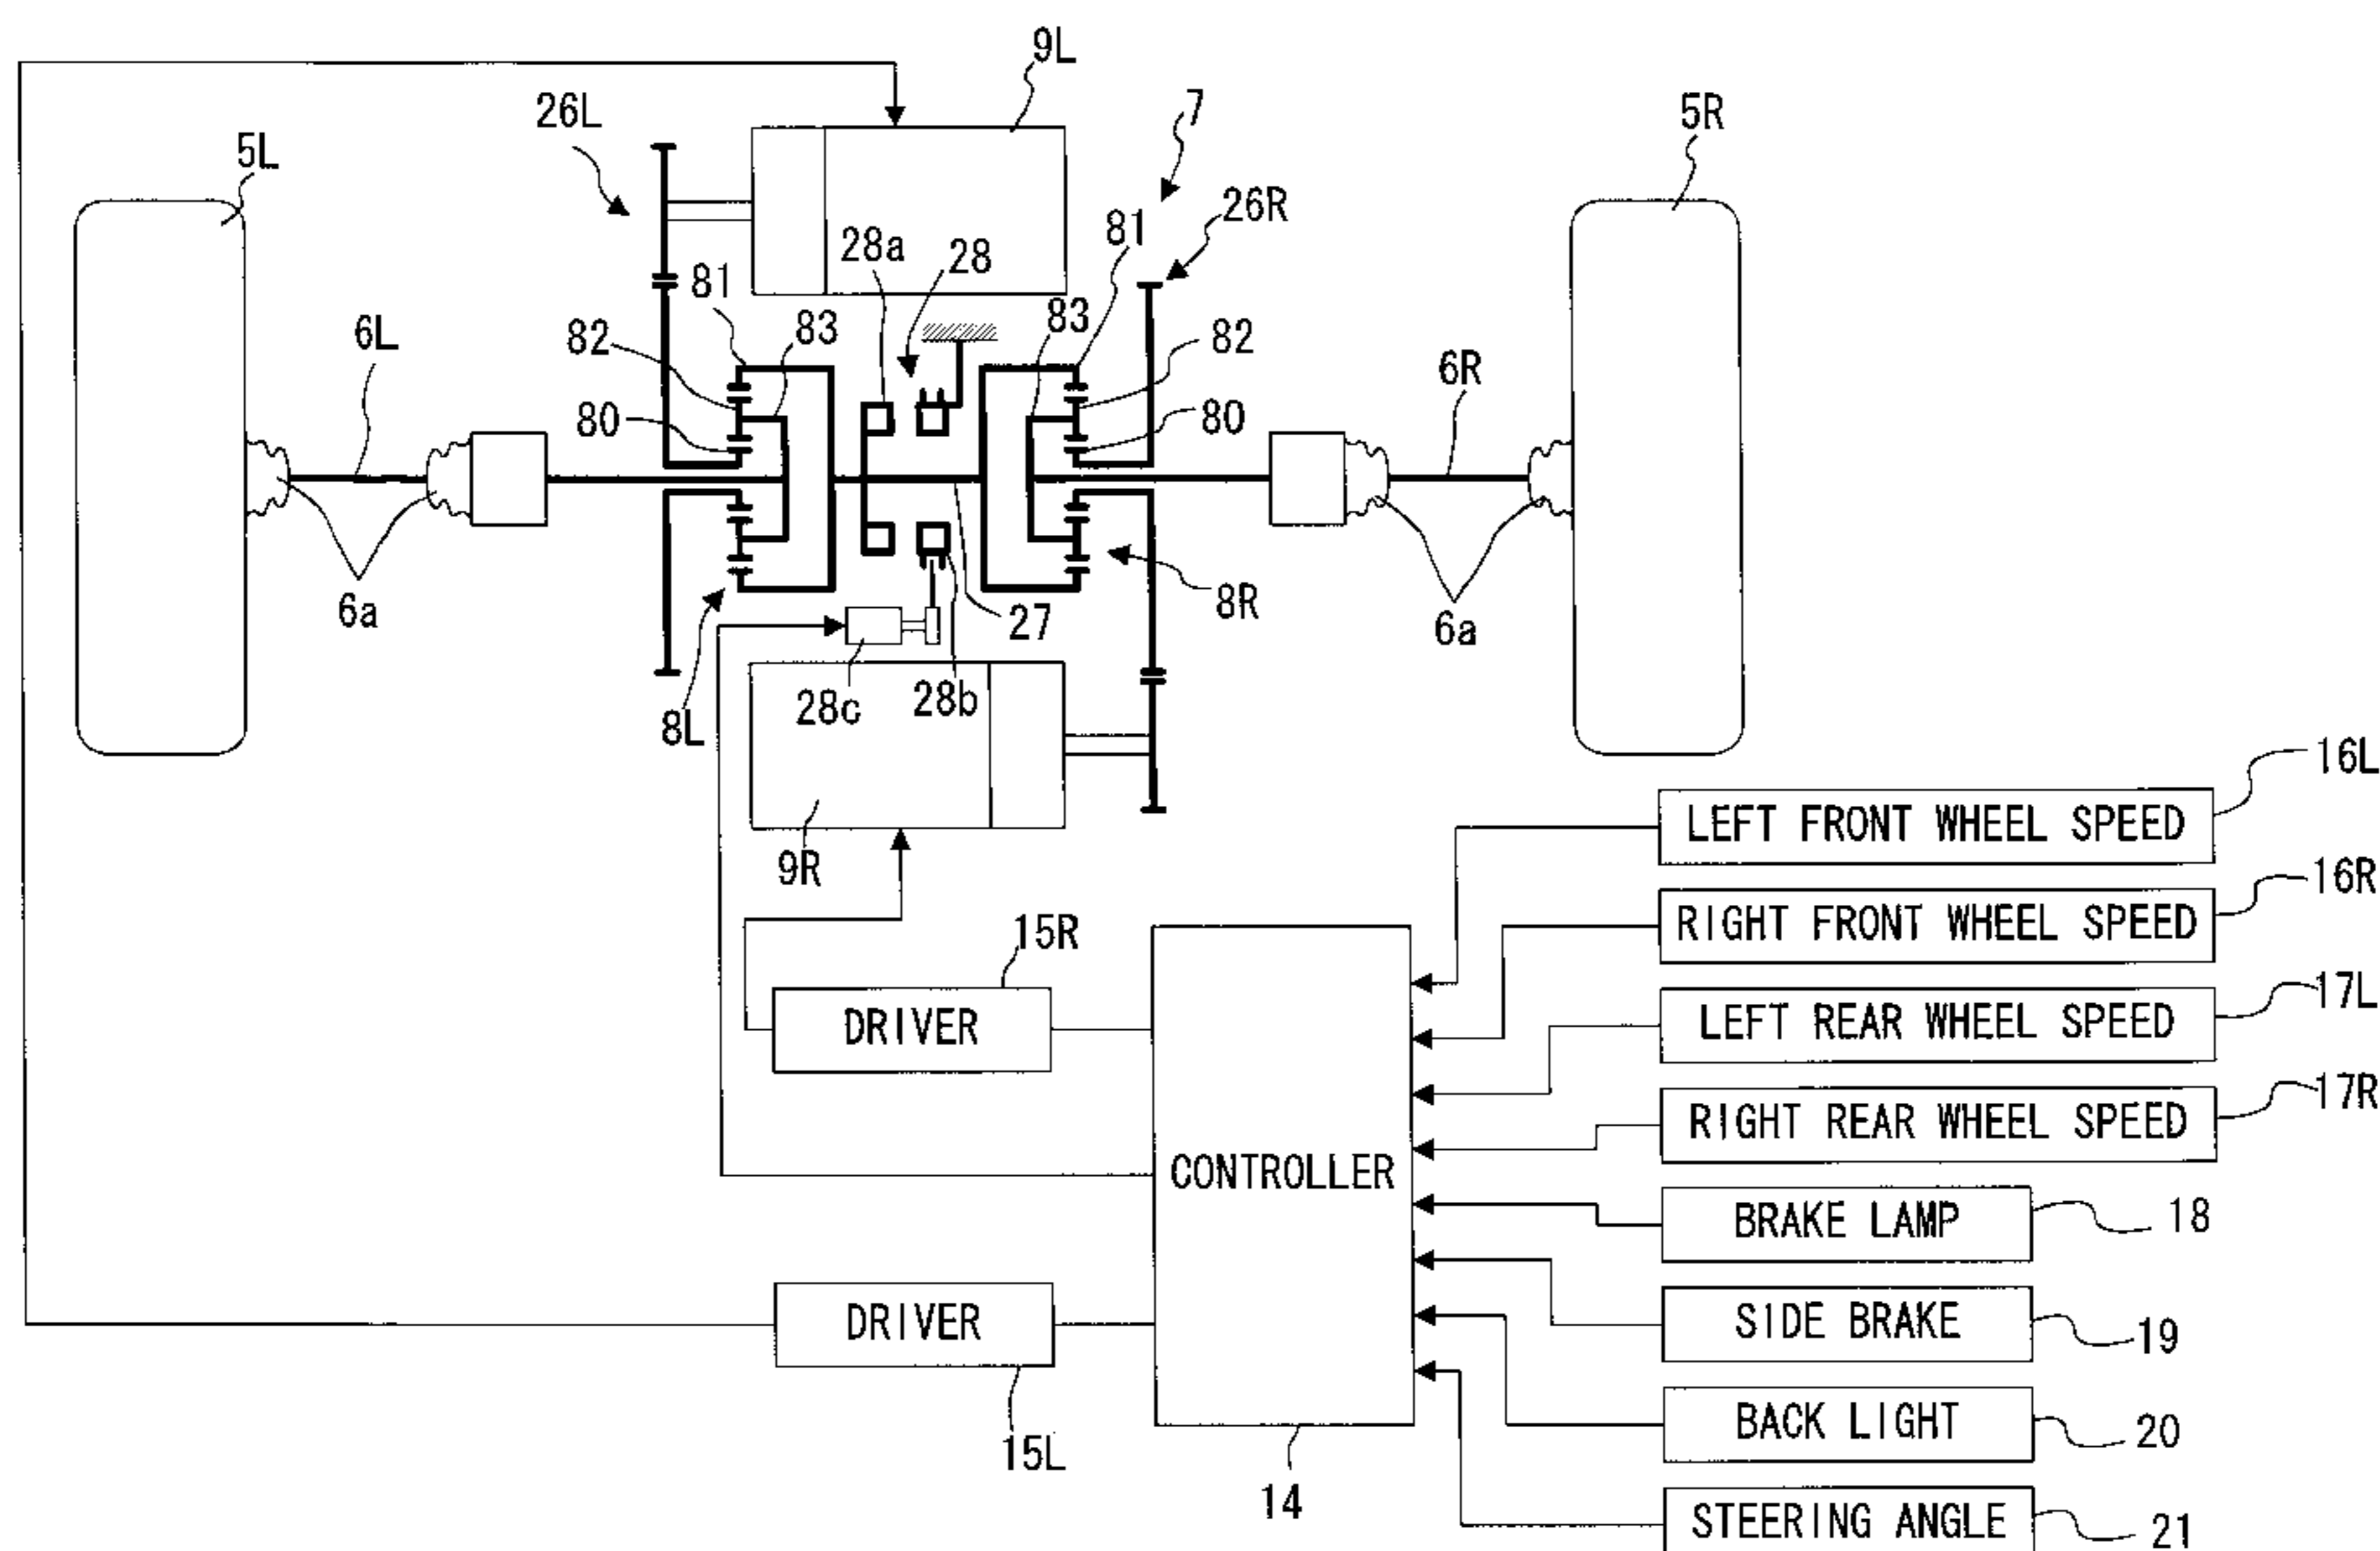 9L
7
26L
5R
5L
26R
81
28a
28
81
83
83
82
82
6L
6R
80
80
6a
27
8R
6a
28c
28b
8L
16L
LEFT FRONT WHEEL SPEED
9R
16R
RIGHT FRONT WHEEL SPEED
15R
17L
DRIVER
LEFT REAR WHEEL SPEED
17R
RIGHT REAR WHEEL SPEED
CONTROLLER
BRAKE LAMP
18
DRIVER
SIDE BRAKE
19
BACK LIGHT
20
15L
14
STEERING ANGLE
21